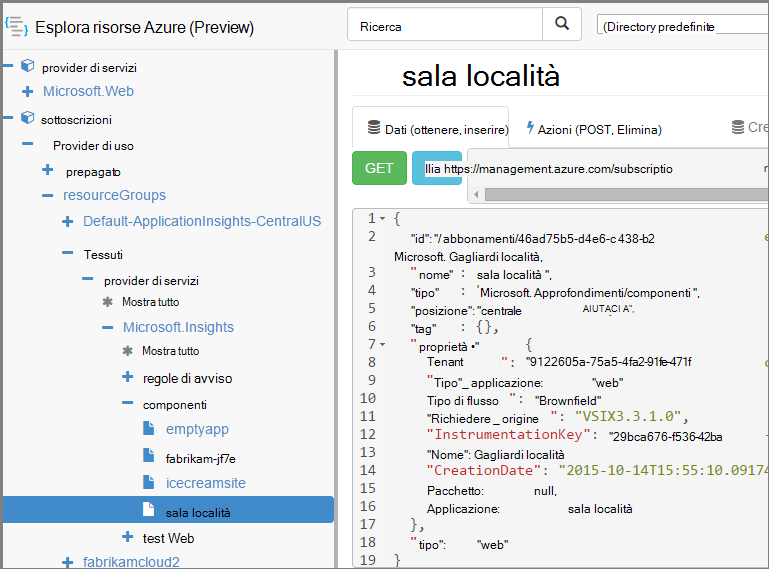 Esplora risorse Azure (Preview)
Ricerca
(Directory predefinite
provider di servizi
Microsoft.Web
sottoscrizioni
Provider di uso
prepagato
resourceGroups
Default-ApplicationInsights-CentralUS
Tessuti
provider di servizi
Mostra tutto
Microsoft.Insights
Mostra tutto
regole di avviso
componenti
emptyapp
fabrikam-jf7e
icecreamsite
sala località
test Web
fabrikamcloud2
sala località
Dati (ottenere, inserire)
Azioni (POST, Elimina)
Cre
GET
llia https://management.azure.com/subscriptio
1 {
2 "id": "/abbonamenti/46ad75b5-d4e6-c438-b2
Microsoft. Gagliardi località,
3 "nome" : sala località ",
4 "tipo" : 'Microsoft. Approfondimenti/componenti ",
5 "posizione": "centrale AIUTACI A",
6 "tag" : {},
7 "proprietà •" {
8 Tenant ": "9122605a-75a5-4fa2-91fe-471f
9 "Tipo"_ applicazione: "web"
10 Tipo di flusso ": "Brownfield"
11 "Richiedere _ origine ": "VSIX3.3.1.0",
12 "InstrumentationKey": "29bca676-f536-42ba
13 "Nome": Gagliardi località
14 "CreationDate": "2015-10-14T15:55:10.09174
15 Pacchetto: null,
16 Applicazione: sala località
17 },
18 "tipo": "web"
19 }